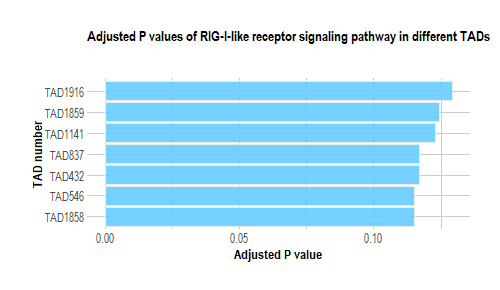 Adjusted P values of RIG-I-like receptor signaling pathway in different TADs
TAD number
TAD1916
TAD1859
TAD1141
TAD837
TAD432
TAD546
TAD1858
0.00 0.05 0.10
Adjusted P value